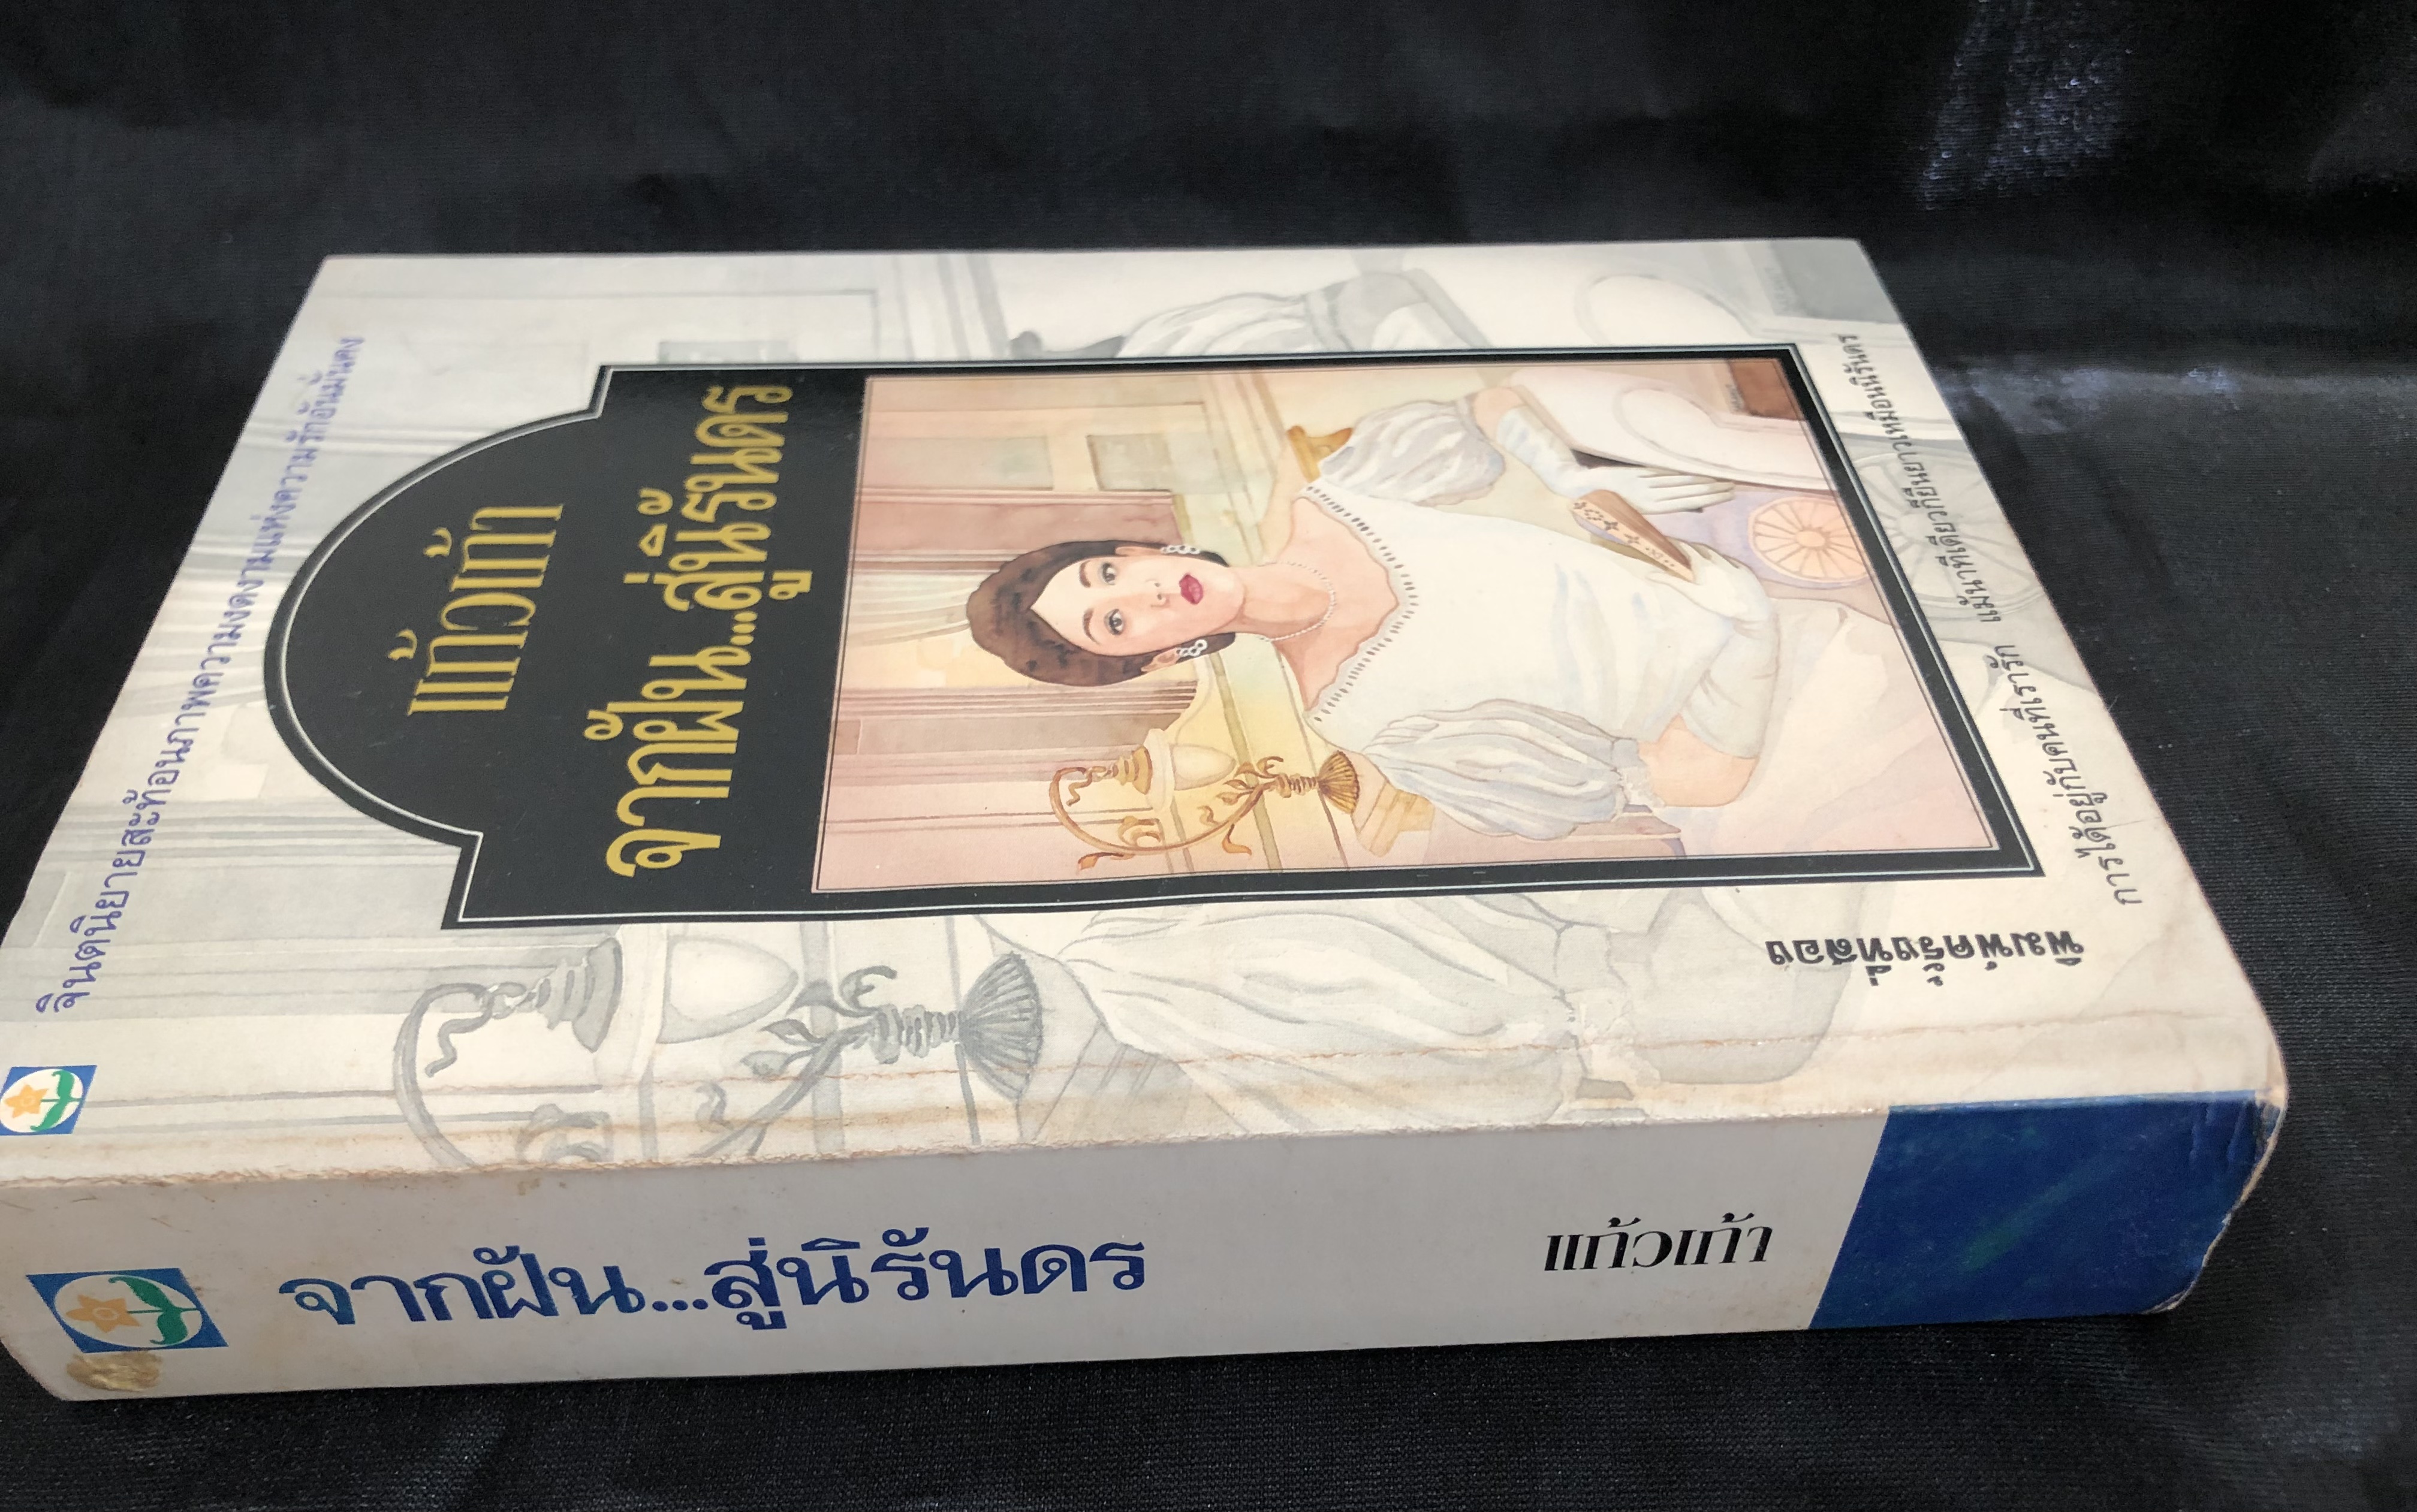 จินตนิยายสะท้อนภาพความงดงามแห่งความรักอันมั่นคง
แก้วเก้า
จากฝัน...สู่นิรันดร
การได้อยู่กับคนที่เรารัก แม้นาทีเดียวก็ยืนยาวเหมือนนิรันดร
พิมพ์ครั้งที่สอง
จากฝัน...สู่นิรันดร
แก้วเก้า